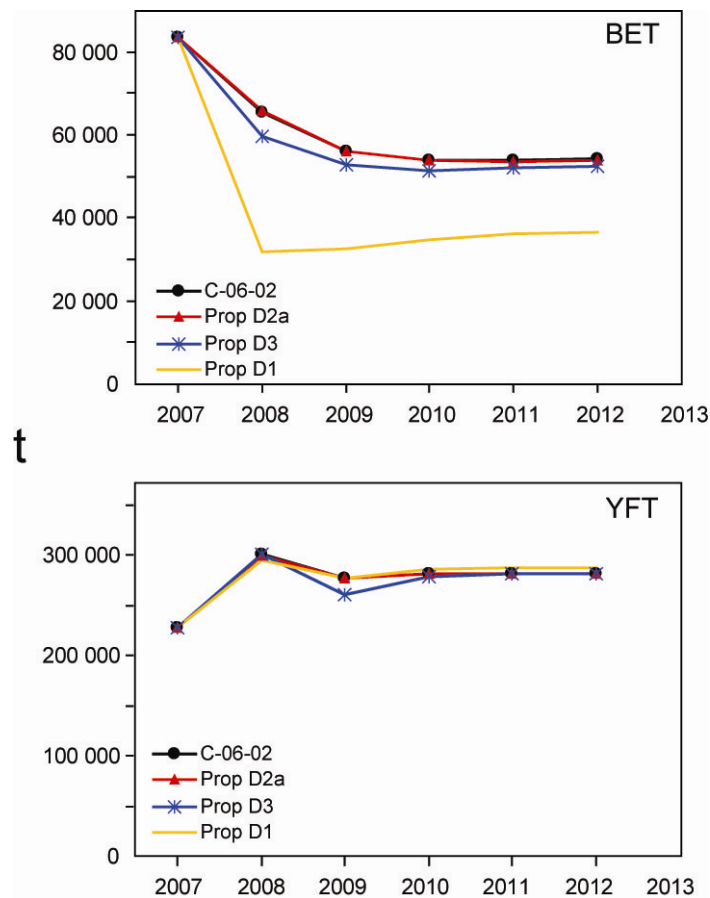 BET
80 000
60 000
40 000
20 000
0
C-06-02
Prop D2a
Prop D3
Prop D1
2007 2008 2009 2010 2011 2012 2013
t
YFT
300 000
200 000
100 000
0
C-06-02
Prop D2a
Prop D3
Prop D1
2007 2008 2009 2010 2011 2012 2013